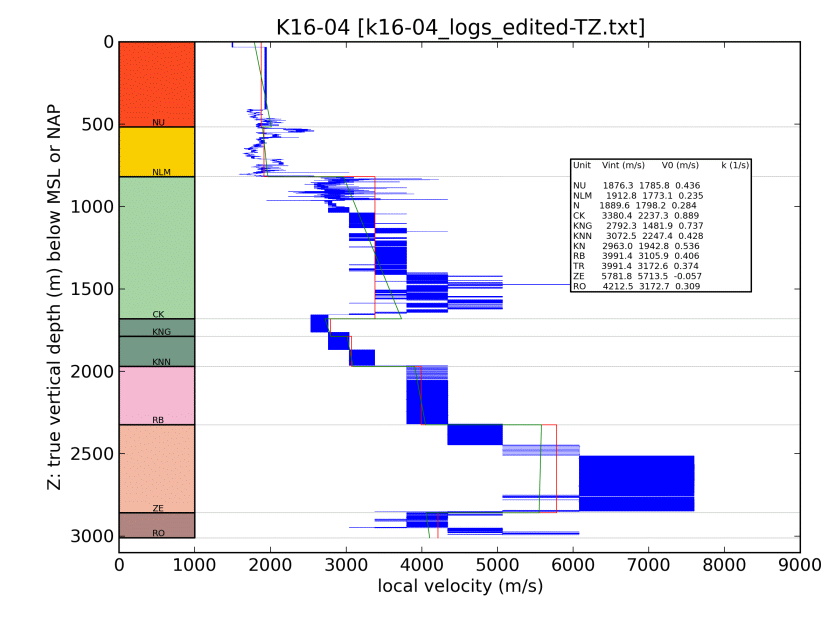 K16-04 [k16-04_logs_edited-TZ.txt]
0
500
1000
1500
2000
2500
3000
Z: true vertical depth (m) below MSL or NAP
NU
NLM
CK
KNG
KNN
RB
ZE
RO
Unit Vint (m/s) V0 (m/s) k (1/s)
NU 1876.3 1785.8 0.436
NLM 1912.8 1773.1 0.235
N 1889.6 1798.2 0.284
CK 3380.4 2237.3 0.889
KNG 2792.3 1481.9 0.737
KNN 3072.5 2247.4 0.428
KN 2963.0 1942.8 0.536
RB 3991.4 3105.9 0.406
TR 3991.4 3172.6 0.374
ZE 5781.8 5713.5 -0.057
RO 4212.5 3172.7 0.309
0 1000 2000 3000 4000 5000 6000 7000 8000 9000
local velocity (m/s)